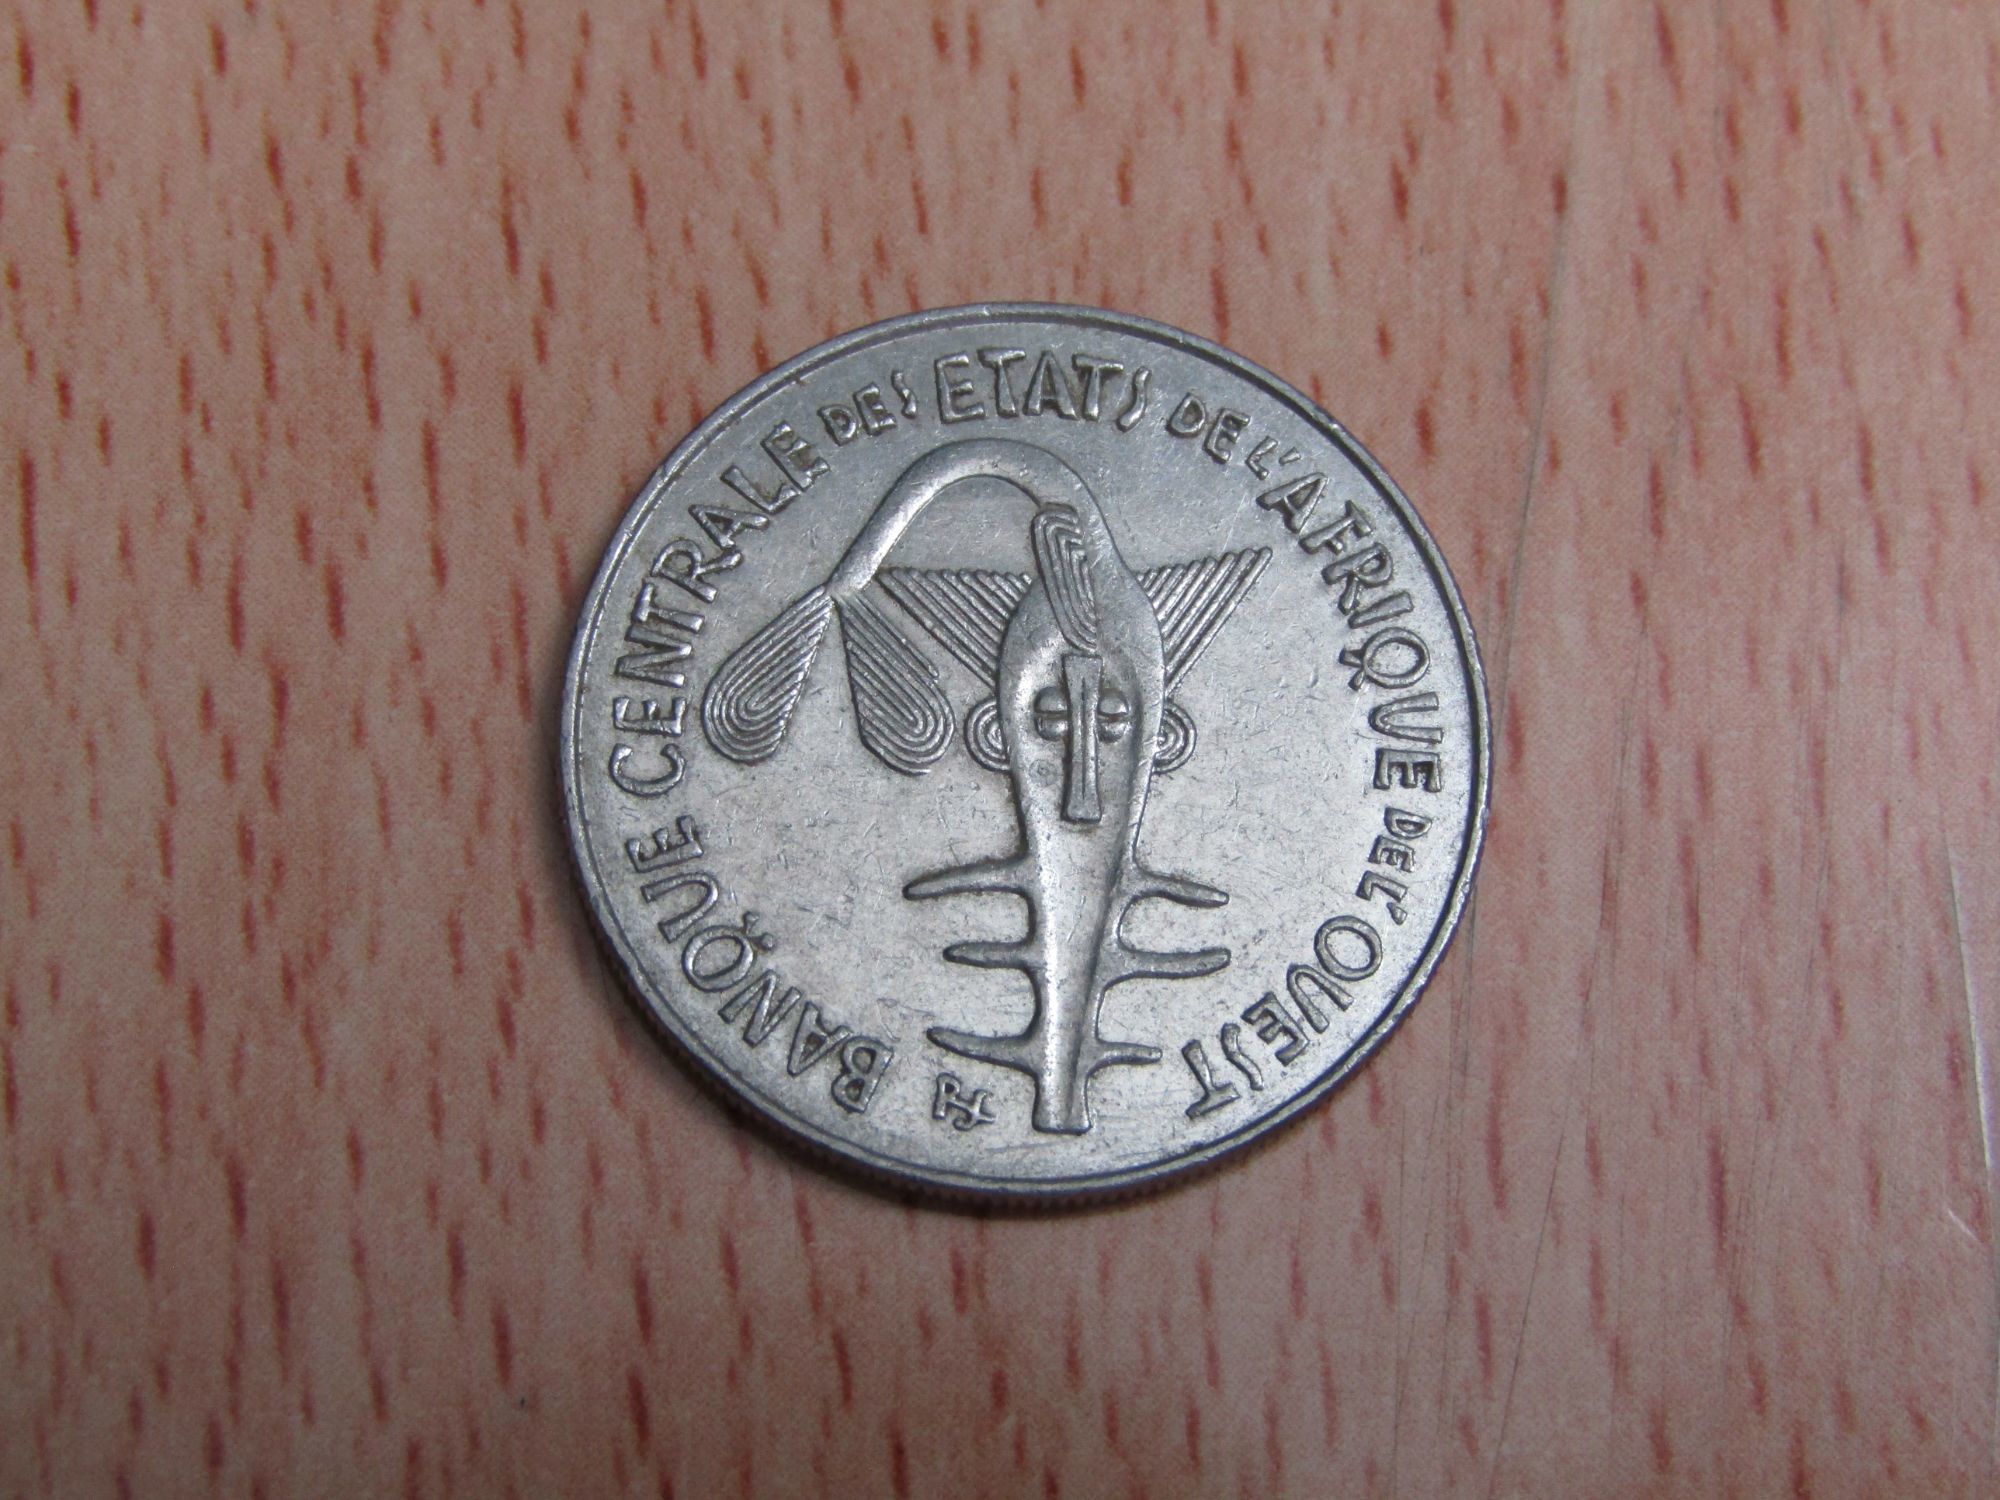 BANQUE CENTRALE DES ETATS DE L'AFRIQUE DE L'OUEST